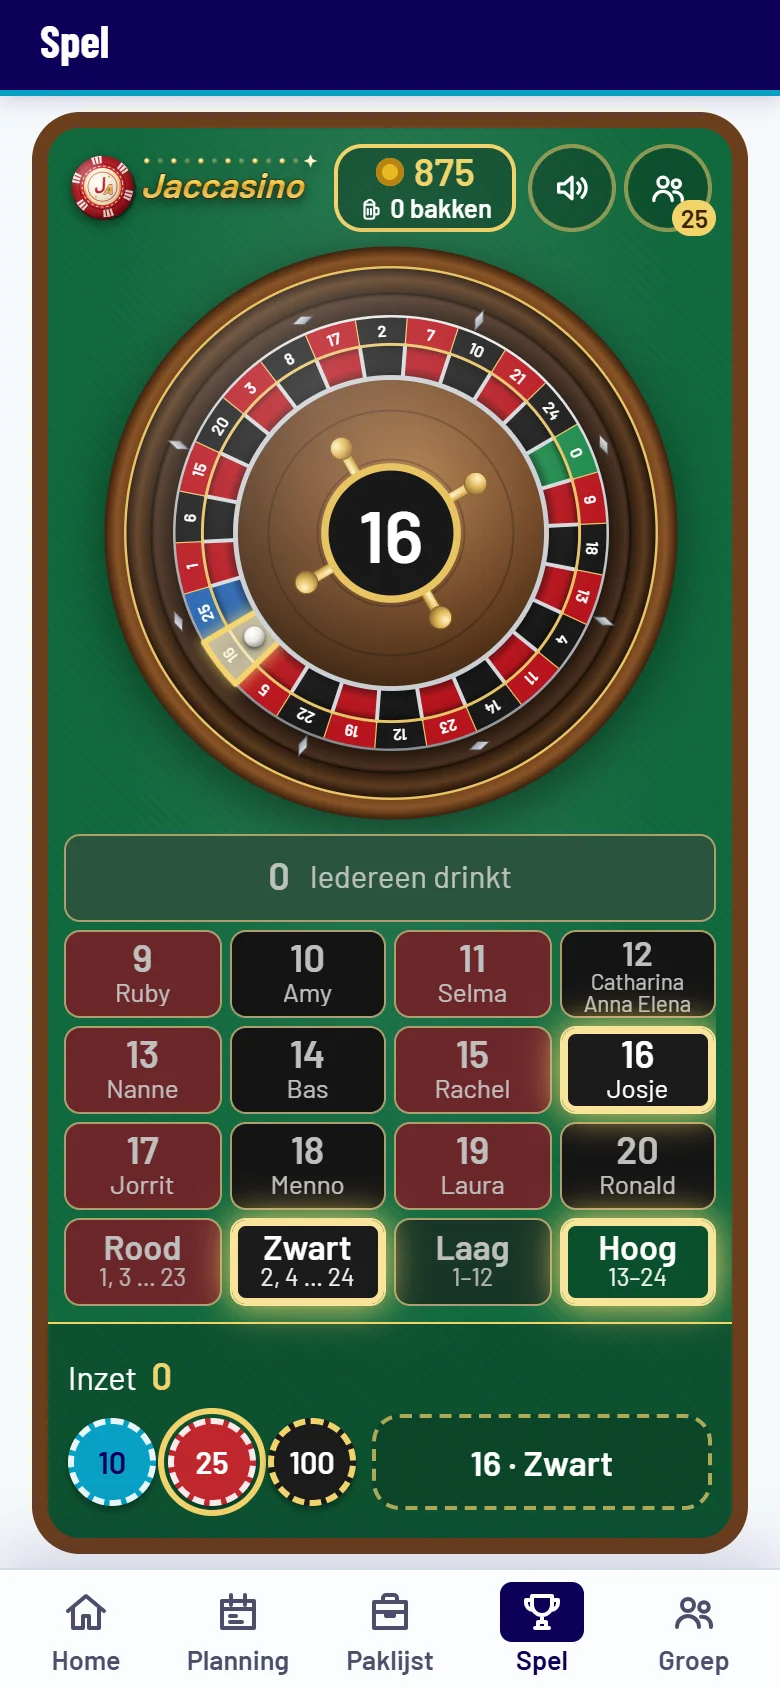 Spel
JA
Jaccasino
875
0 bakken
25
2
7
10
21
24
0
9
18
13
4
11
14
23
12
19
22
5
16
25
1
6
15
20
3
8
17
16
0 Iedereen drinkt
9
Ruby
10
Amy
11
Selma
12
Catharina
Anna Elena
13
Nanne
14
Bas
15
Rachel
16
Josje
17
Jorrit
18
Menno
19
Laura
20
Ronald
Rood
1, 3 ... 23
Zwart
2, 4 ... 24
Laag
1–12
Hoog
13–24
Inzet 0
10
25
100
16 · Zwart
Home
Planning
Paklijst
Spel
Groep